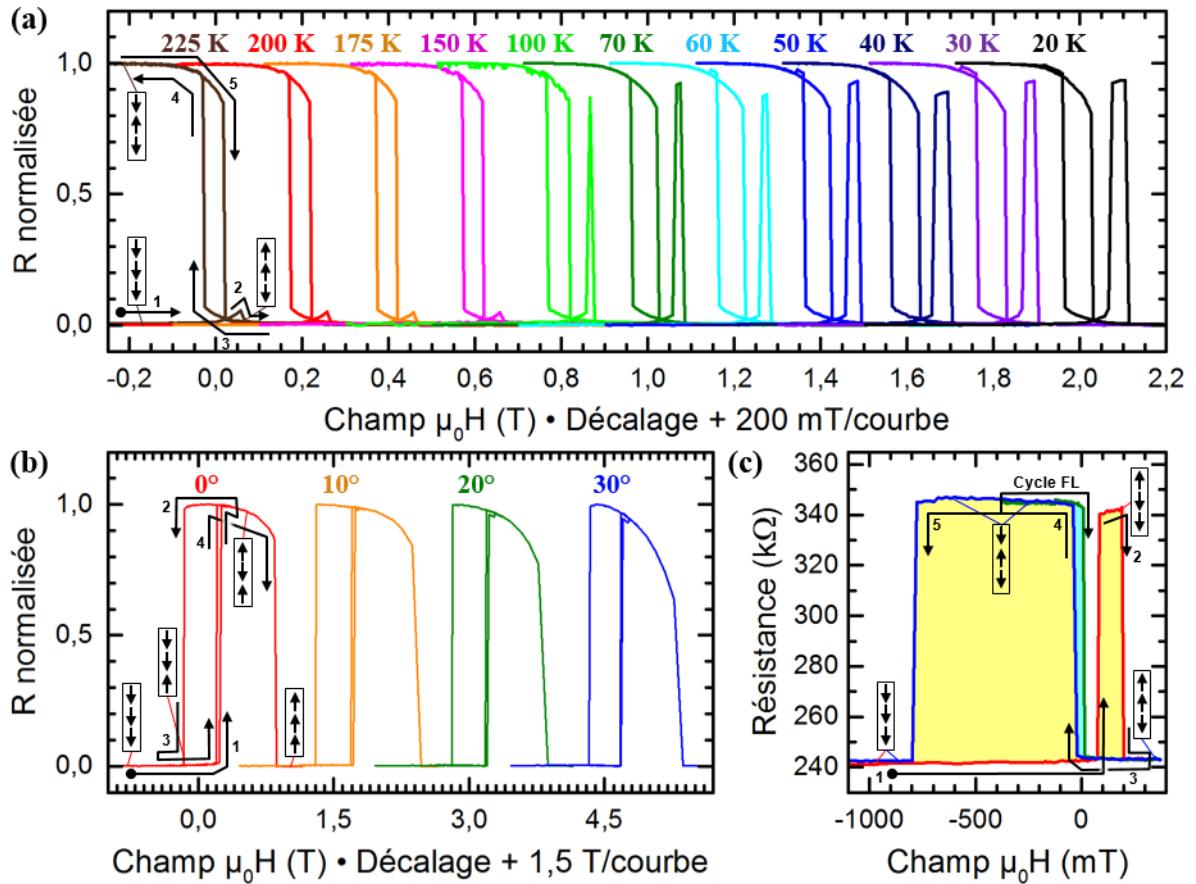 (a)
225 K 200 K 175 K 150 K 100 K 70 K 60 K 50 K 40 K 30 K 20 K
R normalisée
1,0
0,5
0,0
5
4
1
2
3
-0,2 0,0 0,2 0,4 0,6 0,8 1,0 1,2 1,4 1,6 1,8 2,0 2,2
Champ µ0H (T) • Décalage + 200 mT/courbe
(b)
0° 10° 20° 30°
R normalisée
1,0
0,5
0,0
2
4
3
1
0,0 1,5 3,0 4,5
Champ µ0H (T) • Décalage + 1,5 T/courbe
(c)
Résistance (kΩ)
360
340
320
300
280
260
240
Cycle FL
5
4
2
1
3
-1000 -500 0
Champ µ0H (mT)